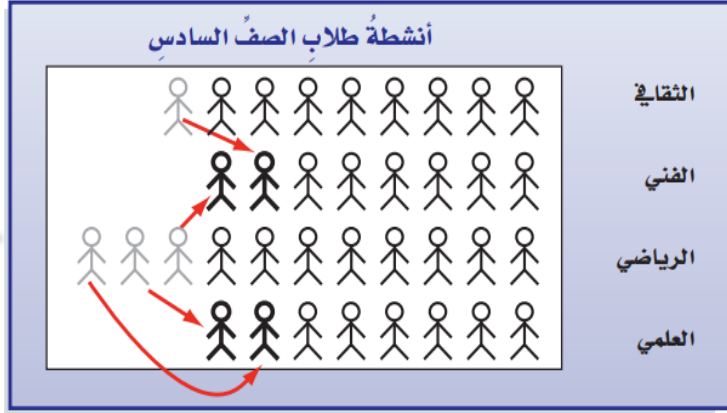 أنشطةُ طلابِ الصفِّ السادسِ
الثقافي
الفني
الرياضي
العلمي